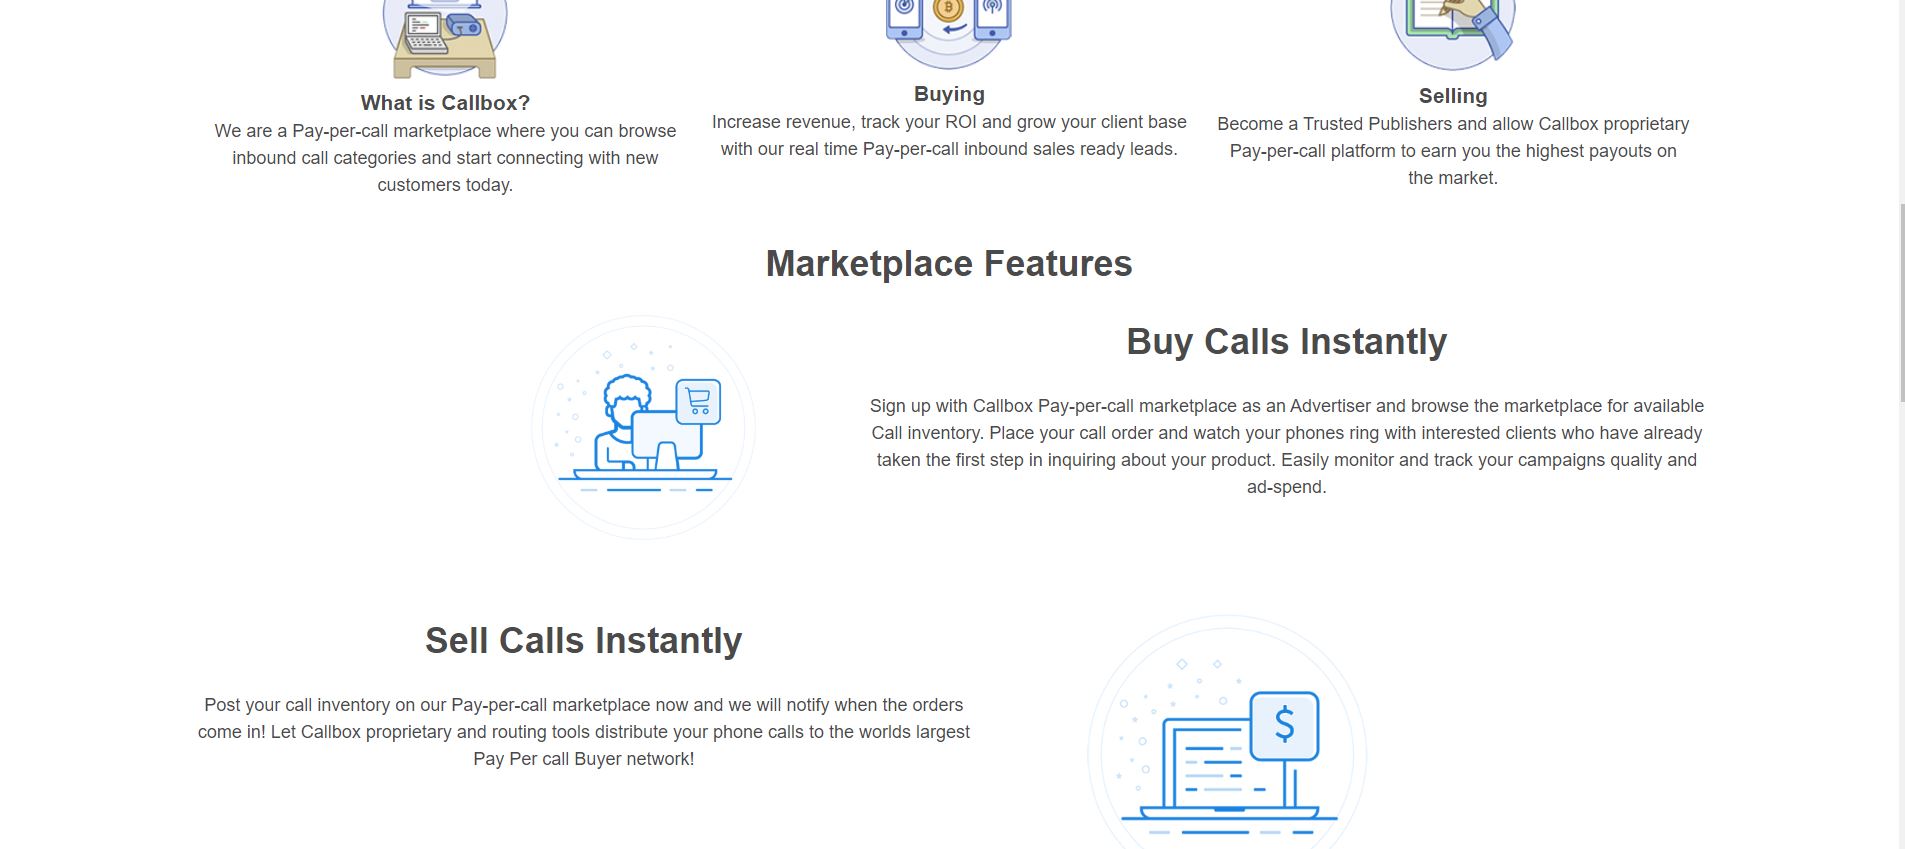 What is Callbox?
We are a Pay-per-call marketplace where you can browse
inbound call categories and start connecting with new
customers today.
Buying
Increase revenue, track your ROI and grow your client base
with our real time Pay-per-call inbound sales ready leads.
Selling
Become a Trusted Publishers and allow Callbox proprietary
Pay-per-call platform to earn you the highest payouts on
the market.
Marketplace Features
Buy Calls Instantly
Sign up with Callbox Pay-per-call marketplace as an Advertiser and browse the marketplace for available
Call inventory. Place your call order and watch your phones ring with interested clients who have already
taken the first step in inquiring about your product. Easily monitor and track your campaigns quality and
ad-spend.
Sell Calls Instantly
Post your call inventory on our Pay-per-call marketplace now and we will notify when the orders
come in! Let Callbox proprietary and routing tools distribute your phone calls to the worlds largest
Pay Per call Buyer network!
$